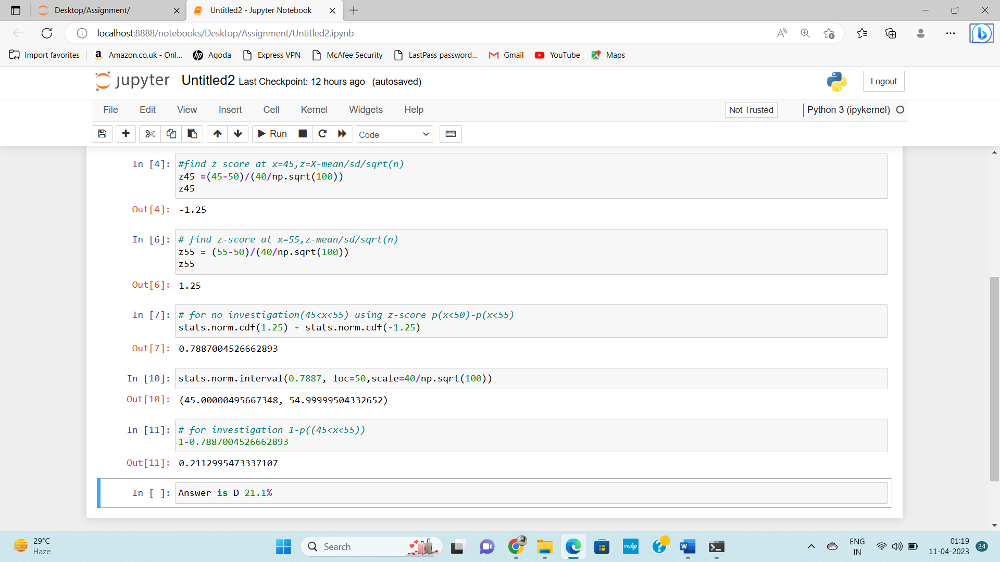 Desktop/Assignment/
Untitled2 - Jupyter Notebook
localhost:8888/notebooks/Desktop/Assignment/Untitled2.ipynb
Import favorites
Amazon.co.uk - Onl...
Agoda
Express VPN
McAfee Security
LastPass password...
Gmail
YouTube
Maps
jupyter Untitled2 Last Checkpoint: 12 hours ago (autosaved)
Logout
File Edit View Insert Cell Kernel Widgets Help
Not Trusted
Python 3 (ipykernel)
Run
Code
In [4]: #find z score at x=45,z=X-mean/sd/sqrt(n)
z45 =(45-50)/(40/np.sqrt(100))
z45
Out[4]: -1.25
In [6]: # find z-score at x=55,z-mean/sd/sqrt(n)
z55 = (55-50)/(40/np.sqrt(100))
z55
Out[6]: 1.25
In [7]: # for no investigation(45<x<55) using z-score p(x<50)-p(x<55)
stats.norm.cdf(1.25) - stats.norm.cdf(-1.25)
Out[7]: 0.7887004526662893
In [10]: stats.norm.interval(0.7887, loc=50,scale=40/np.sqrt(100))
Out[10]: (45.00000495667348, 54.99999504332652)
In [11]: # for investigation 1-p((45<x<55))
1-0.7887004526662893
Out[11]: 0.2112995473337107
In [ ]: Answer is D 21.1%
29°C
Haze
Search
myhp
ENG
IN
01:19
11-04-2023
24